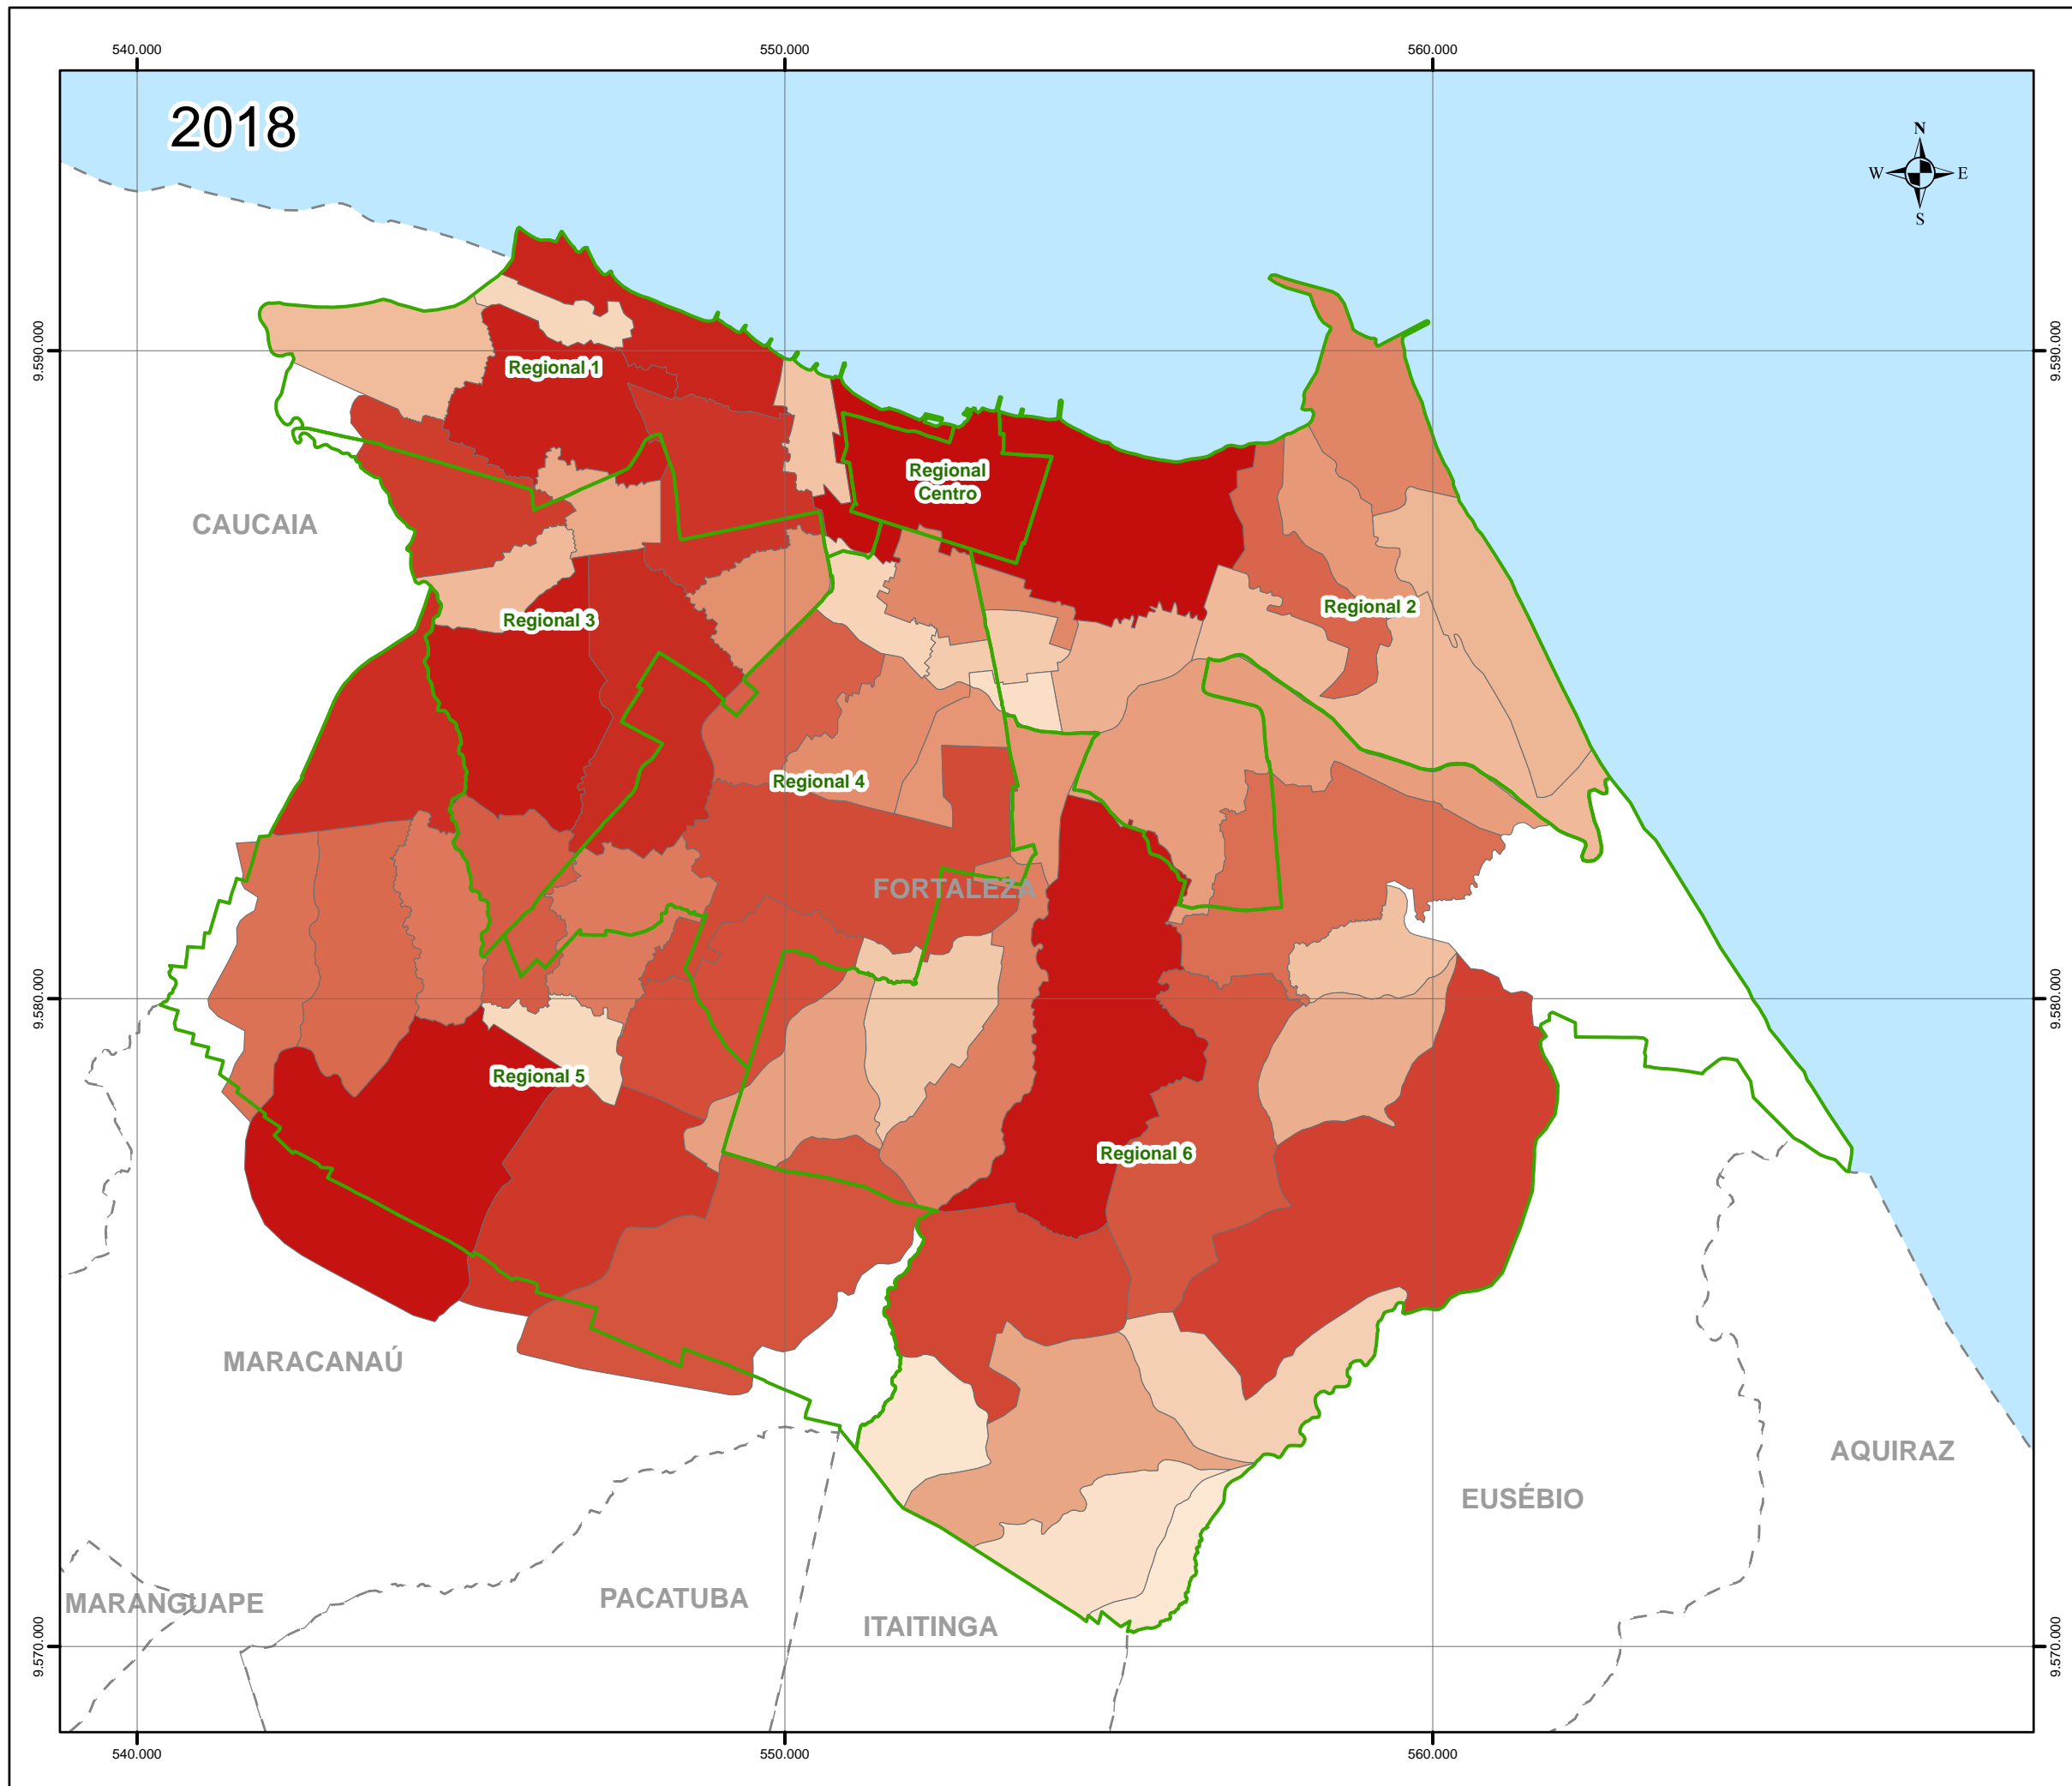 540.000
550.000
560.000
2018
N
W
E
S
9.590.000
9.590.000
Regional 1
Regional
Centro
CAUCAIA
Regional 2
Regional 3
Regional 4
FORTALEZA
9.580.000
9.580.000
Regional 5
Regional 6
MARACANAÚ
AQUIRAZ
EUSÉBIO
MARANGUAPE
PACATUBA
ITAITINGA
9.570.000
9.570.000
540.000
550.000
560.000